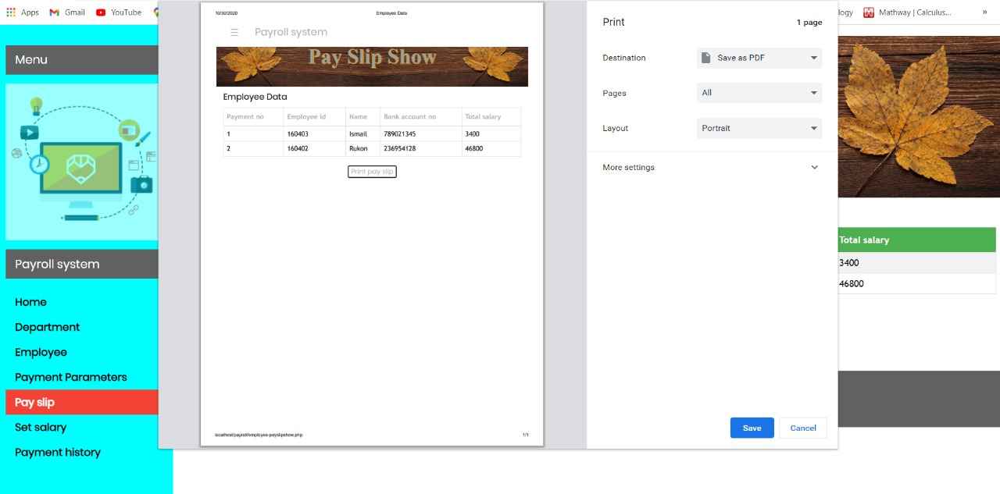 Apps Gmail YouTube
logy Mathway | Calculus... »
Menu
Payroll system
Home
Department
Employee
Payment Parameters
Pay slip
Set salary
Payment history
10/30/2020 Employee Data
Payroll system
Pay Slip Show
Employee Data
Payment no Employee id Name Bank account no Total salary
1 160403 Ismail 789021345 3400
2 160402 Rukon 236954128 46800
Print pay slip
localhost/payroll/employee-payslipshow.php 1/1
Print 1 page
Destination Save as PDF
Pages All
Layout Portrait
More settings
Save Cancel
Total salary
3400
46800